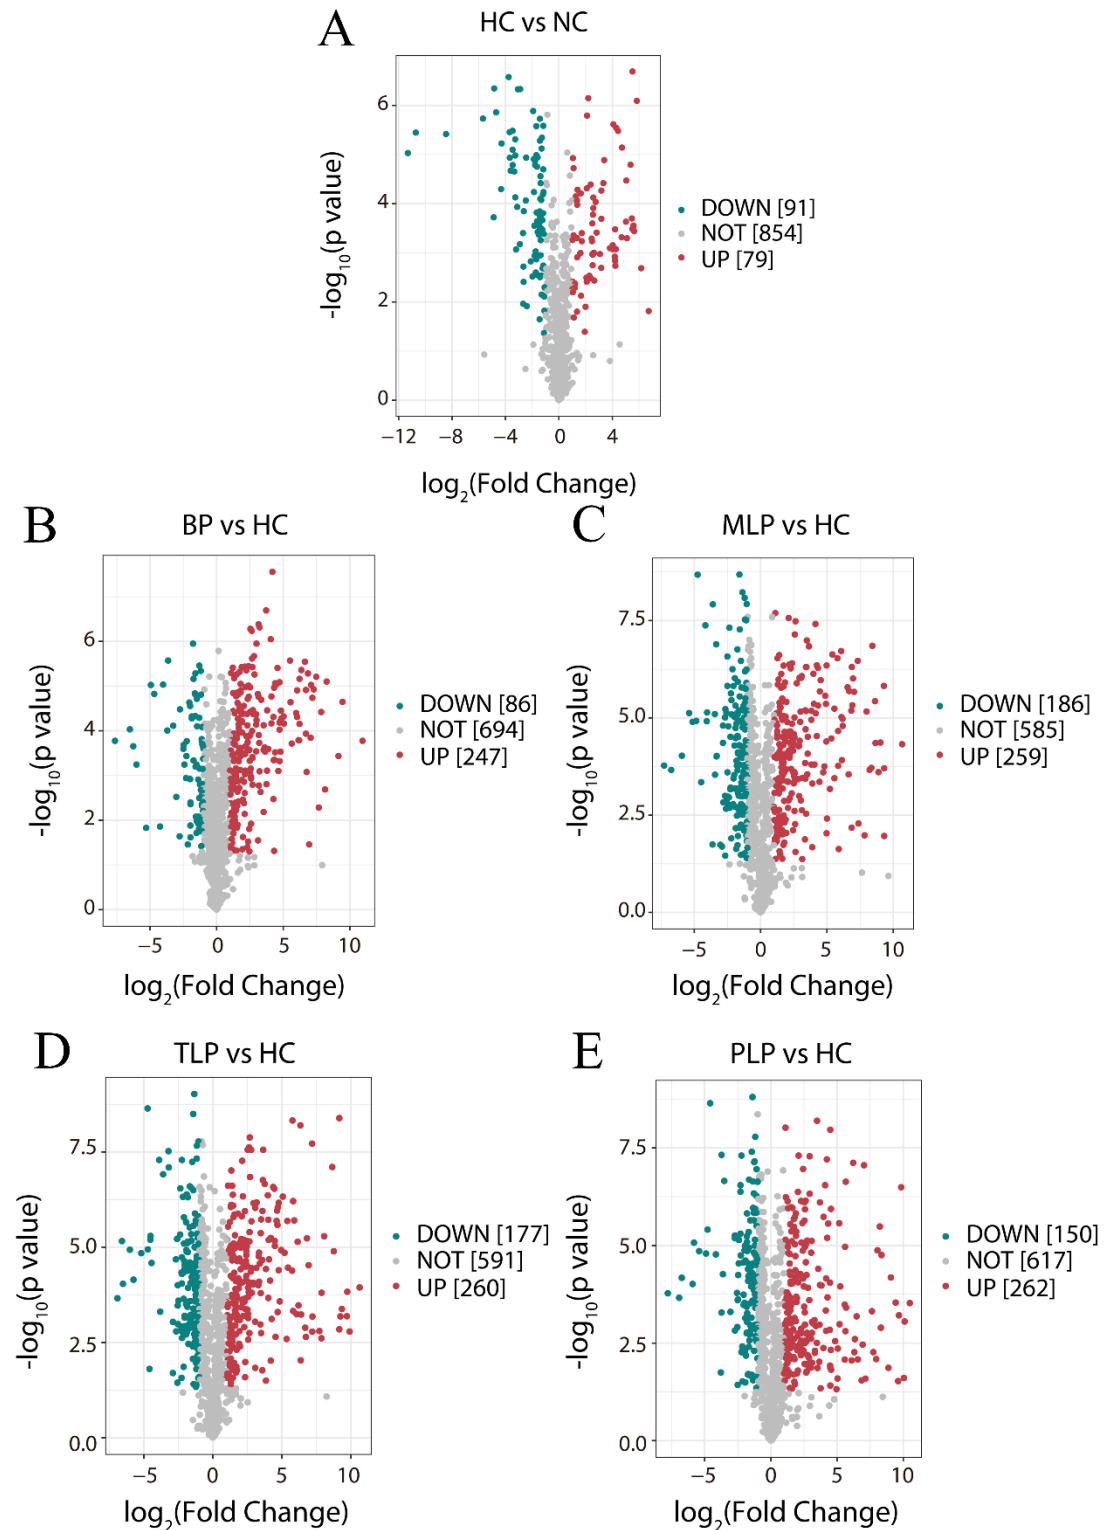 A
HC vs NC
6
4
2
0
-log10(p value)
−12 −8 −4 0 4
log2(Fold Change)
DOWN [91]
NOT [854]
UP [79]
B
BP vs HC
6
4
2
0
-log10(p value)
−5 0 5 10
log2(Fold Change)
DOWN [86]
NOT [694]
UP [247]
C
MLP vs HC
7.5
5.0
2.5
0.0
-log10(p value)
−5 0 5 10
log2(Fold Change)
DOWN [186]
NOT [585]
UP [259]
D
TLP vs HC
7.5
5.0
2.5
0.0
-log10(p value)
−5 0 5 10
log2(Fold Change)
DOWN [177]
NOT [591]
UP [260]
E
PLP vs HC
7.5
5.0
2.5
0.0
-log10(p value)
−5 0 5 10
log2(Fold Change)
DOWN [150]
NOT [617]
UP [262]